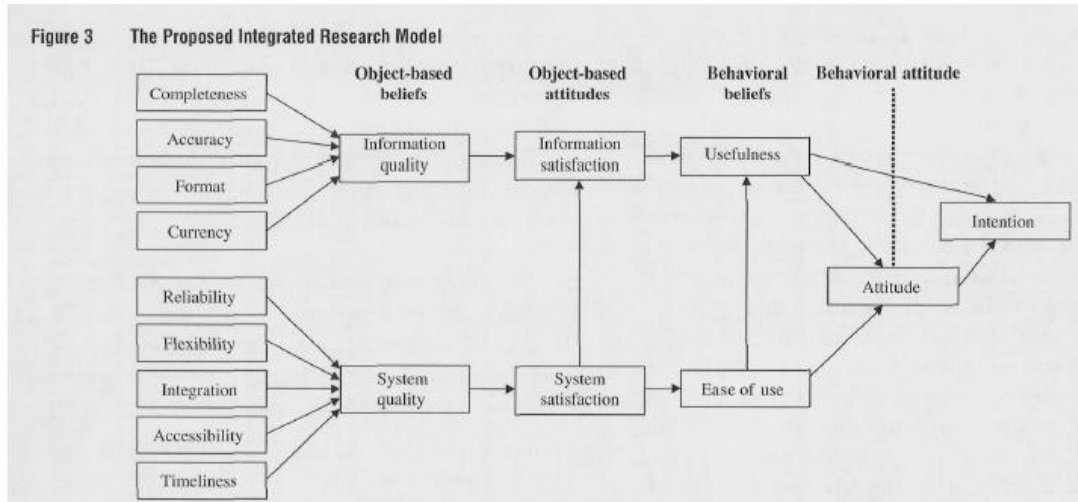 Figure 3 The Proposed Integrated Research Model
Object-based
beliefs
Object-based
attitudes
Behavioral
beliefs
Behavioral attitude
Completeness
Accuracy
Format
Currency
Information
quality
Information
satisfaction
Usefulness
Intention
Attitude
Reliability
Flexibility
Integration
Accessibility
Timeliness
System
quality
System
satisfaction
Ease of use